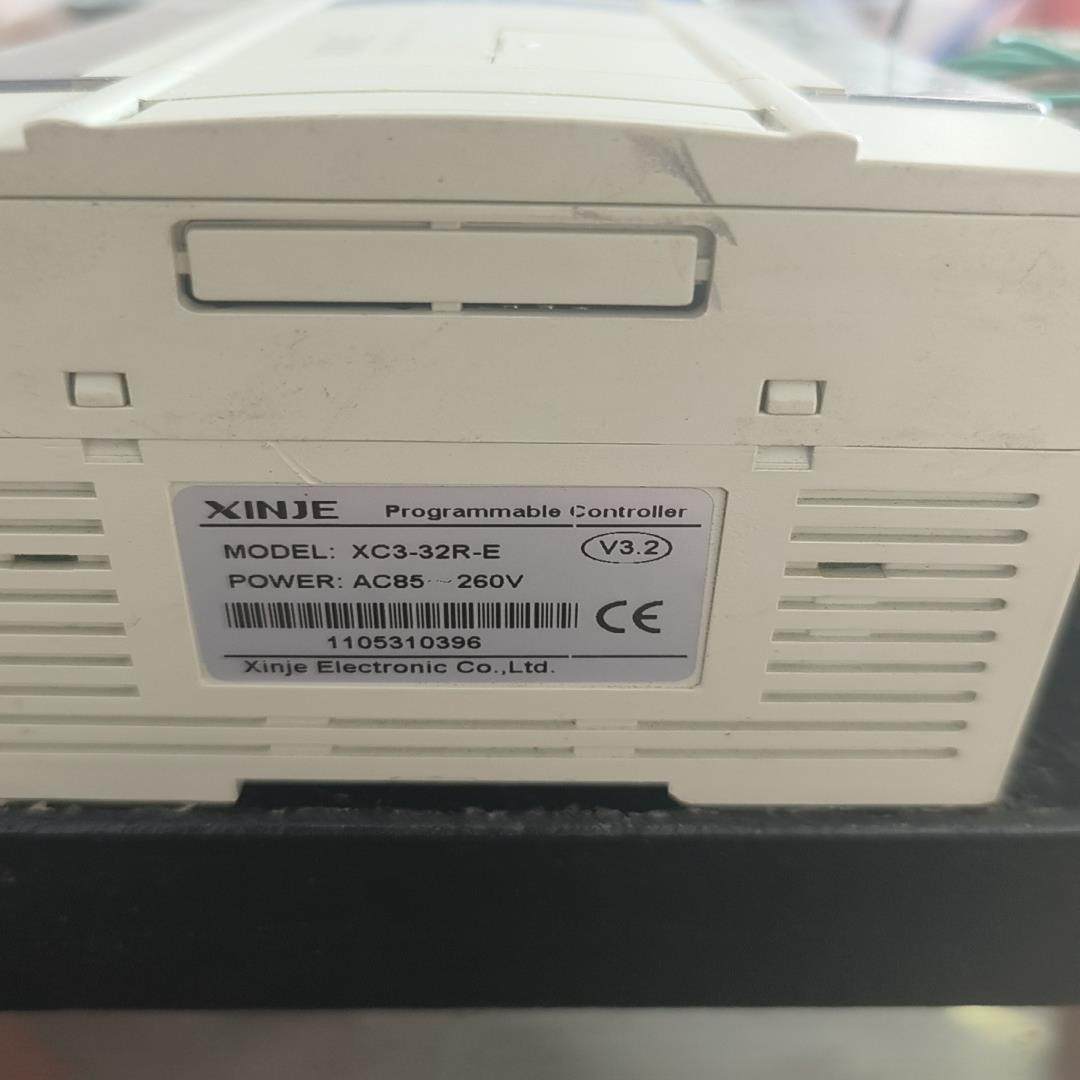 XINJE Programmable Controller
MODEL: XC3-32R-E V3.2
POWER: AC85~260V
CE
1105310396
Xinje Electronic Co.,Ltd.